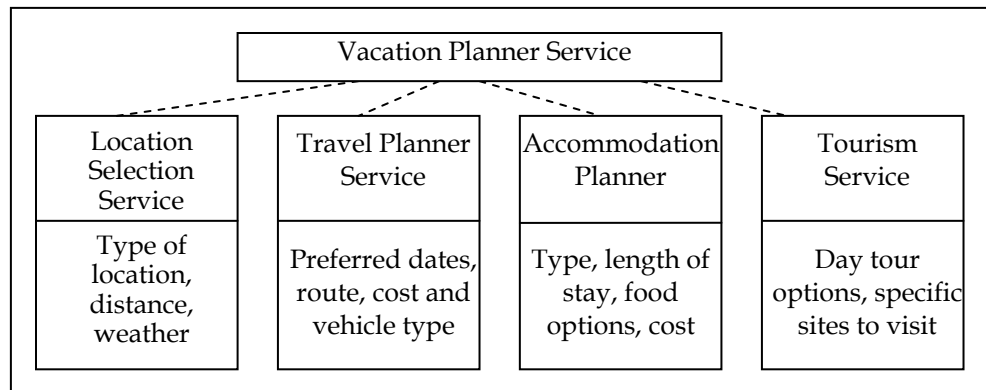 Vacation Planner Service
Location
Selection
Service
Type of
location,
distance,
weather
Travel Planner
Service
Preferred dates,
route, cost and
vehicle type
Accommodation
Planner
Type, length of
stay, food
options, cost
Tourism
Service
Day tour
options, specific
sites to visit